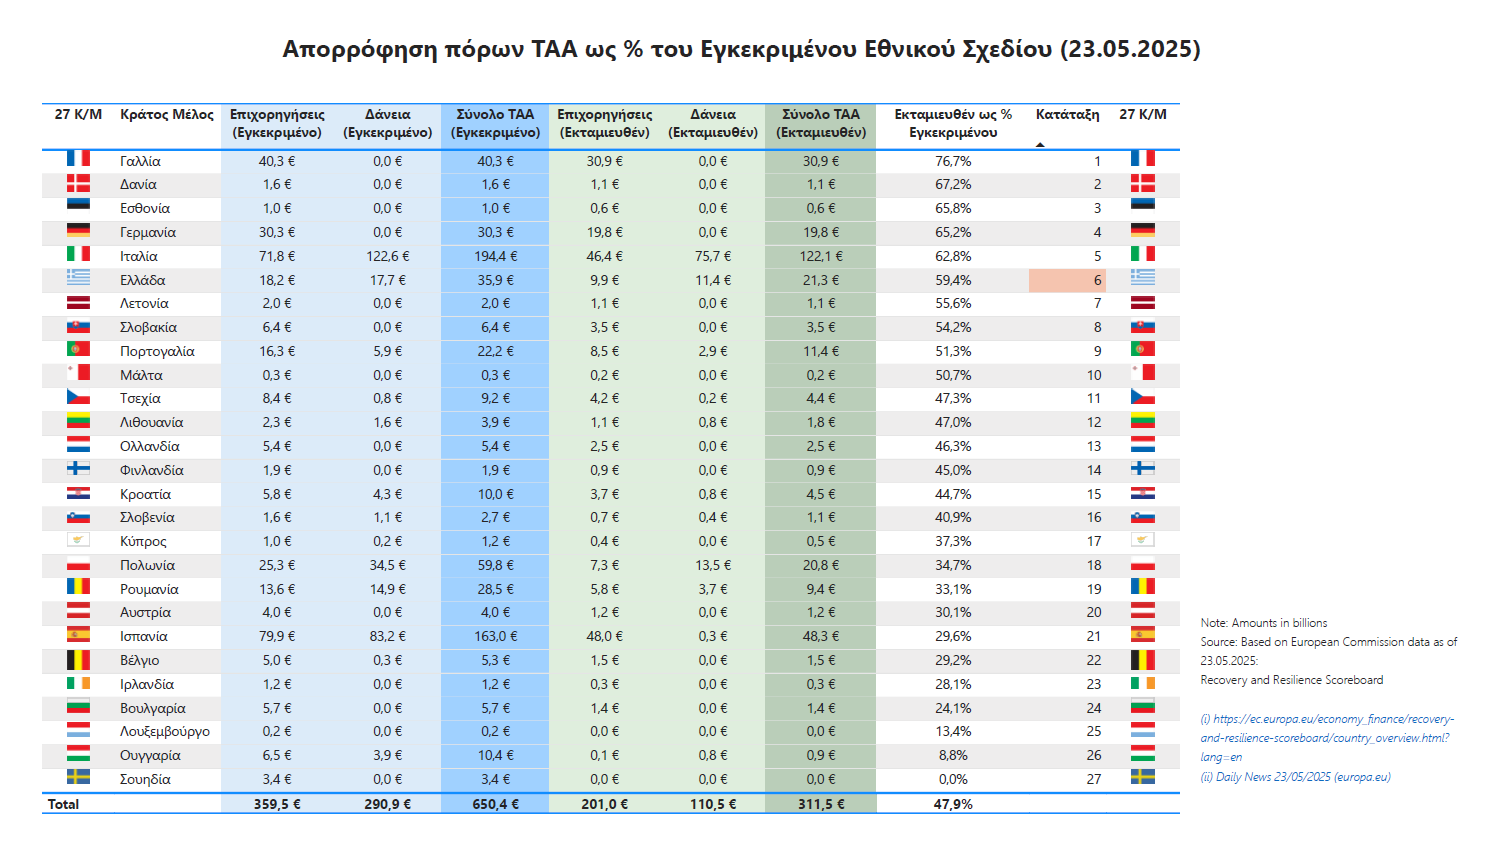 Απορρόφηση πόρων ΤΑΑ ως % του Εγκεκριμένου Εθνικού Σχεδίου (23.05.2025)
27 Κ/Μ Κράτος Μέλος Επιχορηγήσεις (Εγκεκριμένο) Δάνεια (Εγκεκριμένο) Σύνολο ΤΑΑ (Εγκεκριμένο) Επιχορηγήσεις (Εκταμιευθέν) Δάνεια (Εκταμιευθέν) Σύνολο ΤΑΑ (Εκταμιευθέν) Εκταμιευθέν ως % Εγκεκριμένου Κατάταξη 27 Κ/Μ
Γαλλία 40,3 € 0,0 € 40,3 € 30,9 € 0,0 € 30,9 € 76,7% 1
Δανία 1,6 € 0,0 € 1,6 € 1,1 € 0,0 € 1,1 € 67,2% 2
Εσθονία 1,0 € 0,0 € 1,0 € 0,6 € 0,0 € 0,6 € 65,8% 3
Γερμανία 30,3 € 0,0 € 30,3 € 19,8 € 0,0 € 19,8 € 65,2% 4
Ιταλία 71,8 € 122,6 € 194,4 € 46,4 € 75,7 € 122,1 € 62,8% 5
Ελλάδα 18,2 € 17,7 € 35,9 € 9,9 € 11,4 € 21,3 € 59,4% 6
Λετονία 2,0 € 0,0 € 2,0 € 1,1 € 0,0 € 1,1 € 55,6% 7
Σλοβακία 6,4 € 0,0 € 6,4 € 3,5 € 0,0 € 3,5 € 54,2% 8
Πορτογαλία 16,3 € 5,9 € 22,2 € 8,5 € 2,9 € 11,4 € 51,3% 9
Μάλτα 0,3 € 0,0 € 0,3 € 0,2 € 0,0 € 0,2 € 50,7% 10
Τσεχία 8,4 € 0,8 € 9,2 € 4,2 € 0,2 € 4,4 € 47,3% 11
Λιθουανία 2,3 € 1,6 € 3,9 € 1,1 € 0,8 € 1,8 € 47,0% 12
Ολλανδία 5,4 € 0,0 € 5,4 € 2,5 € 0,0 € 2,5 € 46,3% 13
Φινλανδία 1,9 € 0,0 € 1,9 € 0,9 € 0,0 € 0,9 € 45,0% 14
Κροατία 5,8 € 4,3 € 10,0 € 3,7 € 0,8 € 4,5 € 44,7% 15
Σλοβενία 1,6 € 1,1 € 2,7 € 0,7 € 0,4 € 1,1 € 40,9% 16
Κύπρος 1,0 € 0,2 € 1,2 € 0,4 € 0,0 € 0,5 € 37,3% 17
Πολωνία 25,3 € 34,5 € 59,8 € 7,3 € 13,5 € 20,8 € 34,7% 18
Ρουμανία 13,6 € 14,9 € 28,5 € 5,8 € 3,7 € 9,4 € 33,1% 19
Αυστρία 4,0 € 0,0 € 4,0 € 1,2 € 0,0 € 1,2 € 30,1% 20
Ισπανία 79,9 € 83,2 € 163,0 € 48,0 € 0,3 € 48,3 € 29,6% 21
Βέλγιο 5,0 € 0,3 € 5,3 € 1,5 € 0,0 € 1,5 € 29,2% 22
Ιρλανδία 1,2 € 0,0 € 1,2 € 0,3 € 0,0 € 0,3 € 28,1% 23
Βουλγαρία 5,7 € 0,0 € 5,7 € 1,4 € 0,0 € 1,4 € 24,1% 24
Λουξεμβούργο 0,2 € 0,0 € 0,2 € 0,0 € 0,0 € 0,0 € 13,4% 25
Ουγγαρία 6,5 € 3,9 € 10,4 € 0,1 € 0,8 € 0,9 € 8,8% 26
Σουηδία 3,4 € 0,0 € 3,4 € 0,0 € 0,0 € 0,0 € 0,0% 27
Total 359,5 € 290,9 € 650,4 € 201,0 € 110,5 € 311,5 € 47,9%
Note: Amounts in billions
Source: Based on European Commission data as of
23.05.2025:
Recovery and Resilience Scoreboard
(i) https://ec.europa.eu/economy_finance/recovery-
and-resilience-scoreboard/country_overview.html?
lang=en
(ii) Daily News 23/05/2025 (europa.eu)